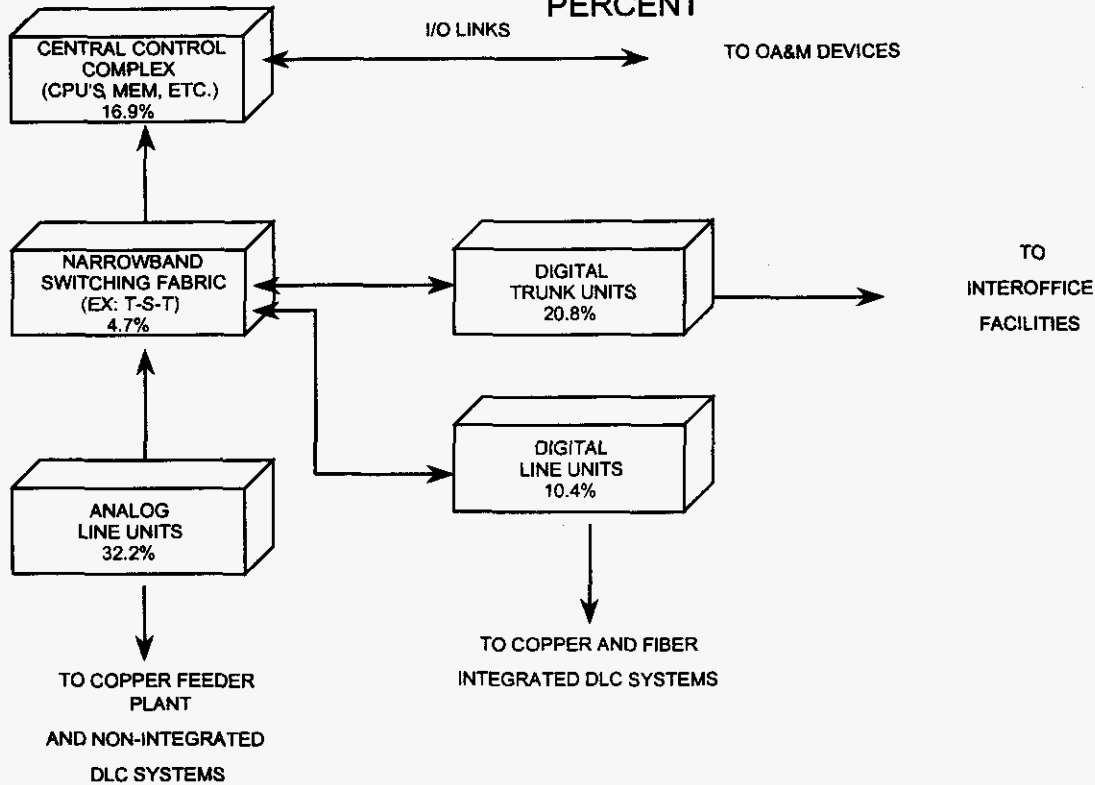 PERCENT
I/O LINKS
TO OA&M DEVICES
CENTRAL CONTROL
COMPLEX
(CPU'S, MEM, ETC.)
16.9%
NARROWBAND
SWITCHING FABRIC
(EX: T-S-T)
4.7%
DIGITAL
TRUNK UNITS
20.8%
TO
INTEROFFICE
FACILITIES
DIGITAL
LINE UNITS
10.4%
ANALOG
LINE UNITS
32.2%
TO COPPER AND FIBER
INTEGRATED DLC SYSTEMS
TO COPPER FEEDER
PLANT
AND NON-INTEGRATED
DLC SYSTEMS